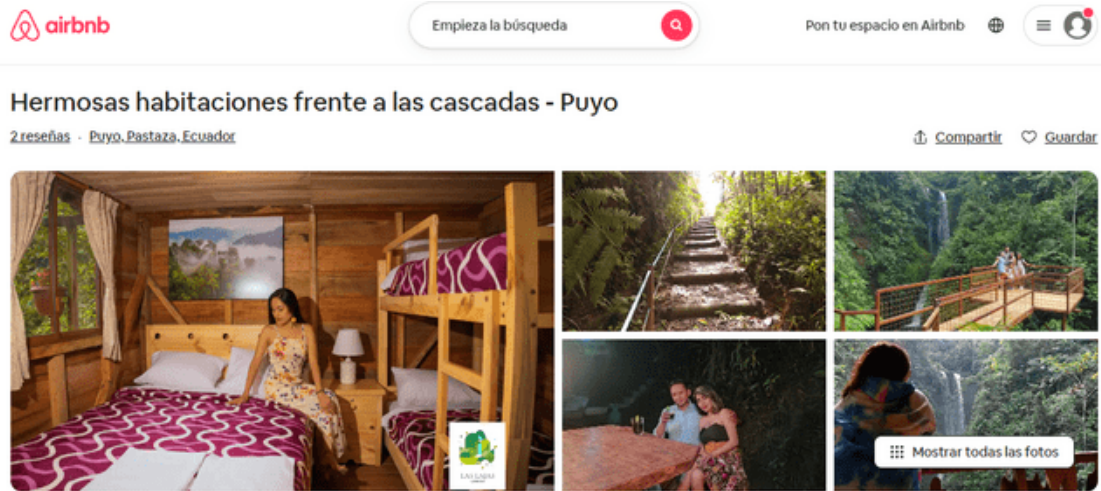 airbnb
Empieza la búsqueda
Pon tu espacio en Airbnb
Hermosas habitaciones frente a las cascadas - Puyo
2 reseñas · Puyo, Pastaza, Ecuador
Compartir
Guardar
Mostrar todas las fotos